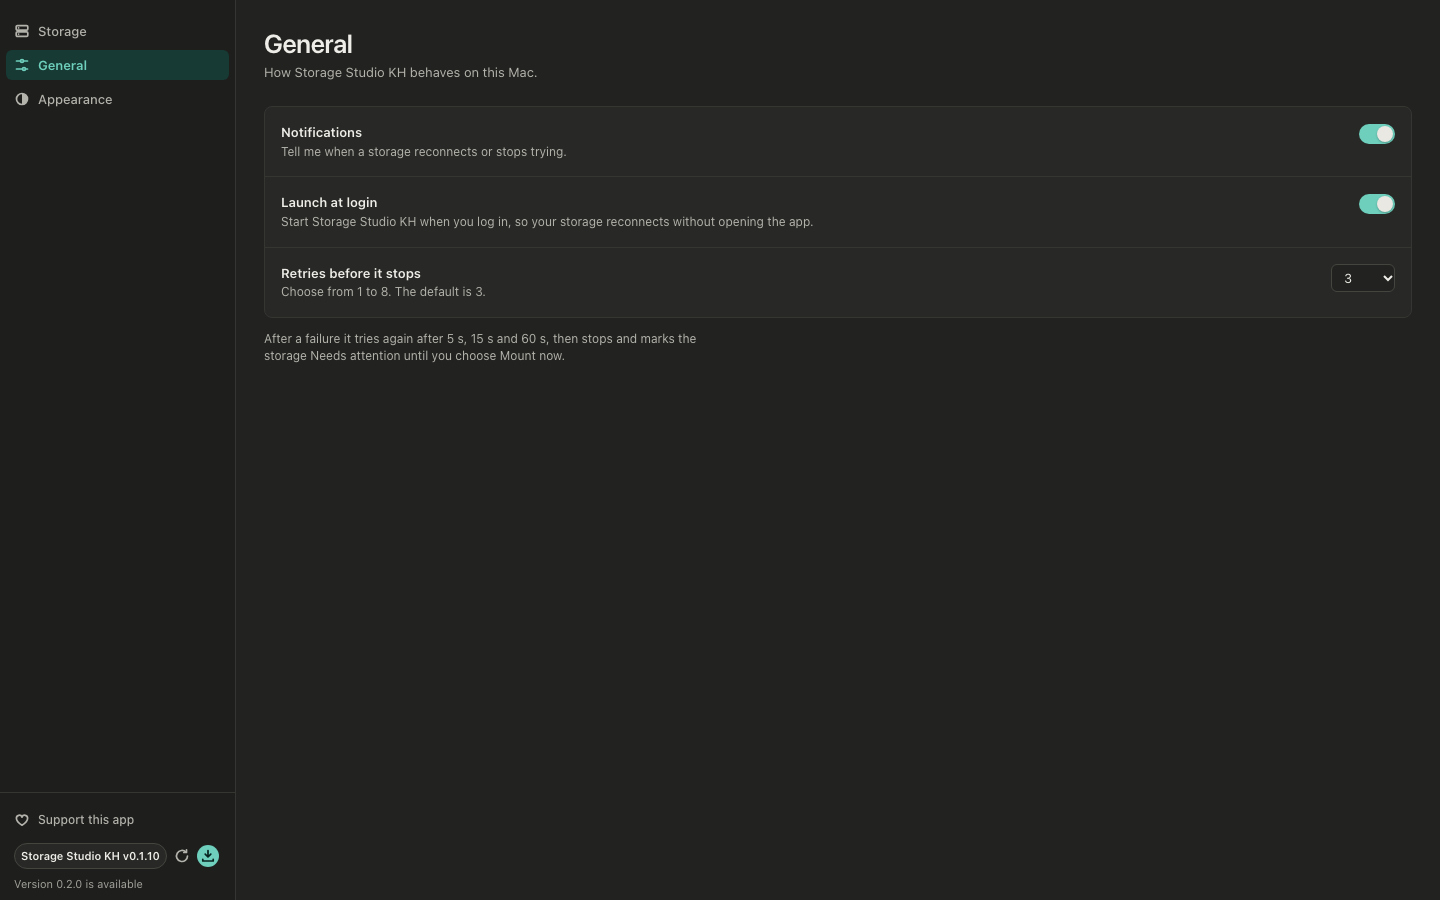 Storage
General
Appearance
General
How Storage Studio KH behaves on this Mac.
Notifications
Tell me when a storage reconnects or stops trying.
Launch at login
Start Storage Studio KH when you log in, so your storage reconnects without opening the app.
Retries before it stops
Choose from 1 to 8. The default is 3.
3
After a failure it tries again after 5 s, 15 s and 60 s, then stops and marks the
storage Needs attention until you choose Mount now.
Support this app
Storage Studio KH v0.1.10
Version 0.2.0 is available